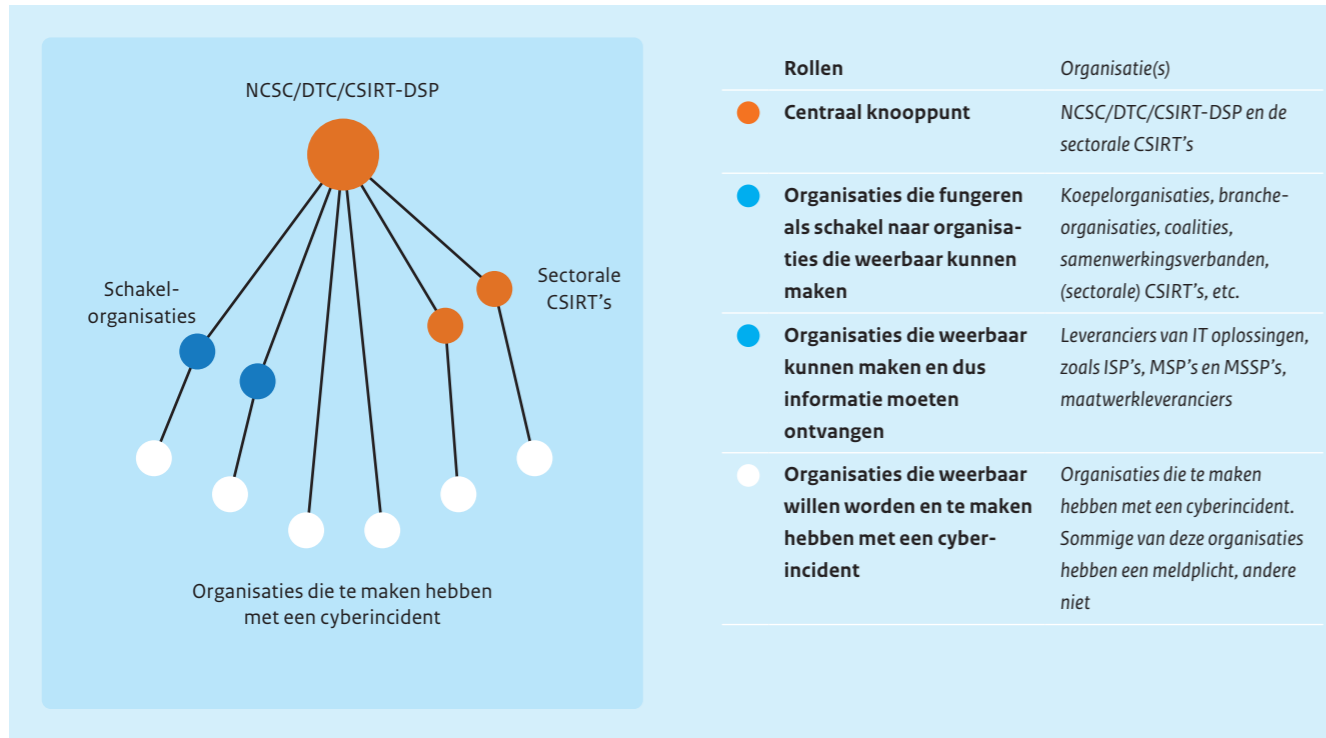 NCSC/DTC/CSIRT-DSP
Schakel-
organisaties
Sectorale
CSIRT's
Organisaties die te maken hebben
met een cyberincident
Rollen
Organisatie(s)
Centraal knooppunt
NCSC/DTC/CSIRT-DSP en de
sectorale CSIRT's
Organisaties die fungeren
als schakel naar organisa-
ties die weerbaar kunnen
maken
Koepelorganisaties, branche-
organisaties, coalities,
samenwerkingsverbanden,
(sectorale) CSIRT's, etc.
Organisaties die weerbaar
kunnen maken en dus
informatie moeten
ontvangen
Leveranciers van IT oplossingen,
zoals ISP's, MSP's en MSSP's,
maatwerkleveranciers
Organisaties die weerbaar
willen worden en te maken
hebben met een cyber-
incident
Organisaties die te maken
hebben met een cyberincident.
Sommige van deze organisaties
hebben een meldplicht, andere
niet